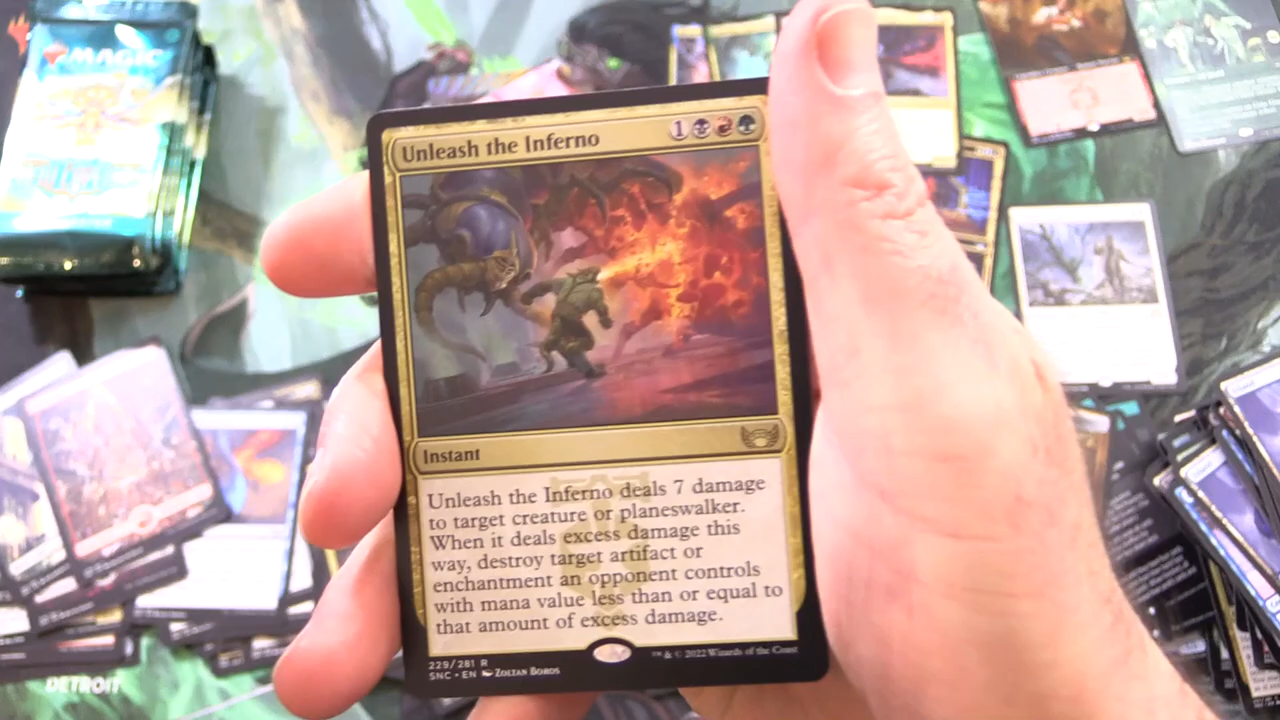 MAGIC
Unleash the Inferno
1
Instant
Unleash the Inferno deals 7 damage
to target creature or planeswalker.
When it deals excess damage this
way, destroy target artifact or
enchantment an opponent controls
with mana value less than or equal to
that amount of excess damage.
229/281 R
SNC • EN ZOLTAN BOROS
™ & © 2022 Wizards of the Coast
DETROIT